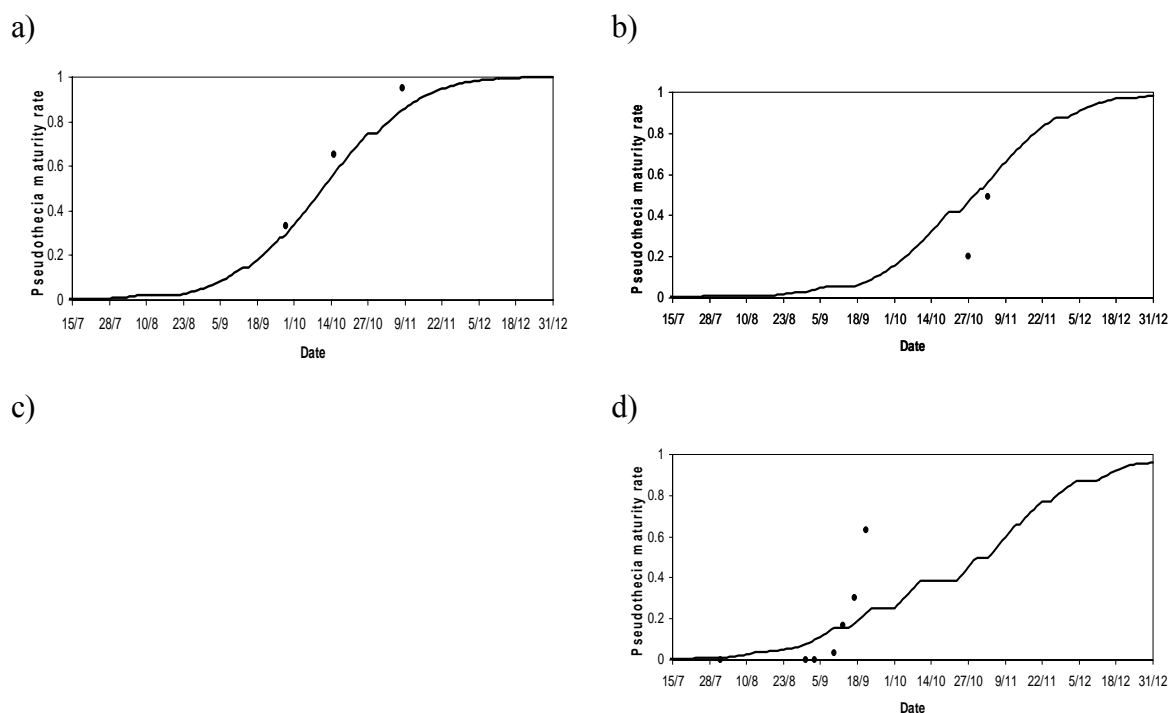 a)
Pseudothecia maturity rate
1
0.8
0.6
0.4
0.2
0
15/7 28/7 10/8 23/8 5/9 18/9 1/10 14/10 27/10 9/11 22/11 5/12 18/12 31/12
Date
b)
Pseudothecia maturity rate
1
0.8
0.6
0.4
0.2
0
15/7 28/7 10/8 23/8 5/9 18/9 1/10 14/10 27/10 9/11 22/11 5/12 18/12 31/12
Date
c)
d)
Pseudothecia maturity rate
1
0.8
0.6
0.4
0.2
0
15/7 28/7 10/8 23/8 5/9 18/9 1/10 14/10 27/10 9/11 22/11 5/12 18/12 31/12
Date